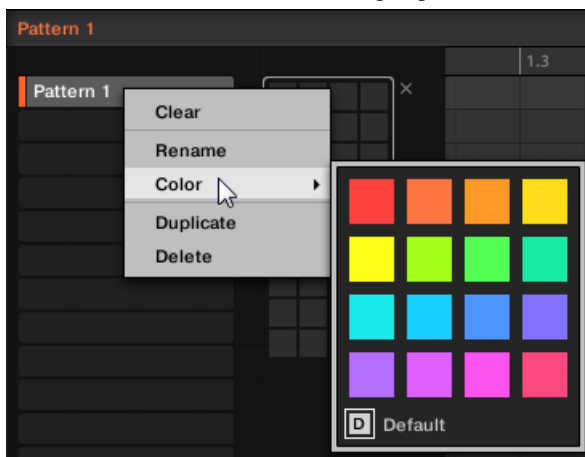 Pattern 1
1.3
Pattern 1
×
Clear
Rename
Color
Duplicate
Delete
D Default